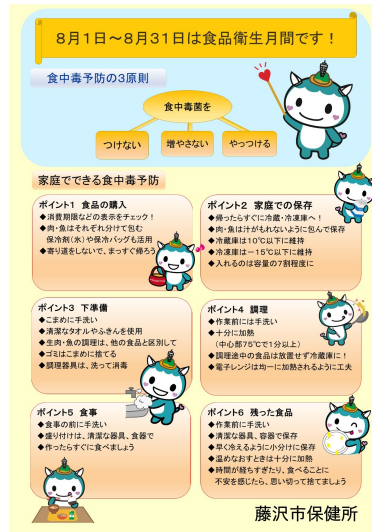 8月1日～8月31日は食品衛生月間です！
食中毒予防の3原則
食中毒菌を
つけない
増やさない
やっつける
家庭でできる食中毒予防
ポイント1 食品の購入
◆消費期限などの表示をチェック！
◆肉・魚はそれぞれ分けて包む
保冷剤(氷)や保冷バッグも活用
◆寄り道をしないで、まっすぐ帰ろう
ポイント2 家庭での保存
◆帰ったらすぐに冷蔵・冷凍庫へ！
◆肉・魚は汁がもれないように包んで保存
◆冷蔵庫は10℃以下に維持
◆冷凍庫は－15℃以下に維持
◆入れるのは容量の7割程度に
ポイント3 下準備
◆こまめに手洗い
◆清潔なタオルやふきんを使用
◆生肉・魚の調理は、他の食品と区別して
◆ゴミはこまめに捨てる
◆調理器具は、洗って消毒
ポイント4 調理
◆作業前には手洗い
◆十分に加熱
(中心部75℃で1分以上)
◆調理途中の食品は放置せず冷蔵庫に！
◆電子レンジは均一に加熱されるように工夫
ポイント5 食事
◆食事の前に手洗い
◆盛り付けは、清潔な器具、食器で
◆作ったらすぐに食べましょう
ポイント6 残った食品
◆作業前に手洗い
◆清潔な器具、容器で保存
◆早く冷えるように小分けに保存
◆温めなおすときは十分に加熱
◆時間が経ちすぎたり、食べることに
不安を感じたら、思い切って捨てましょう
藤沢市保健所